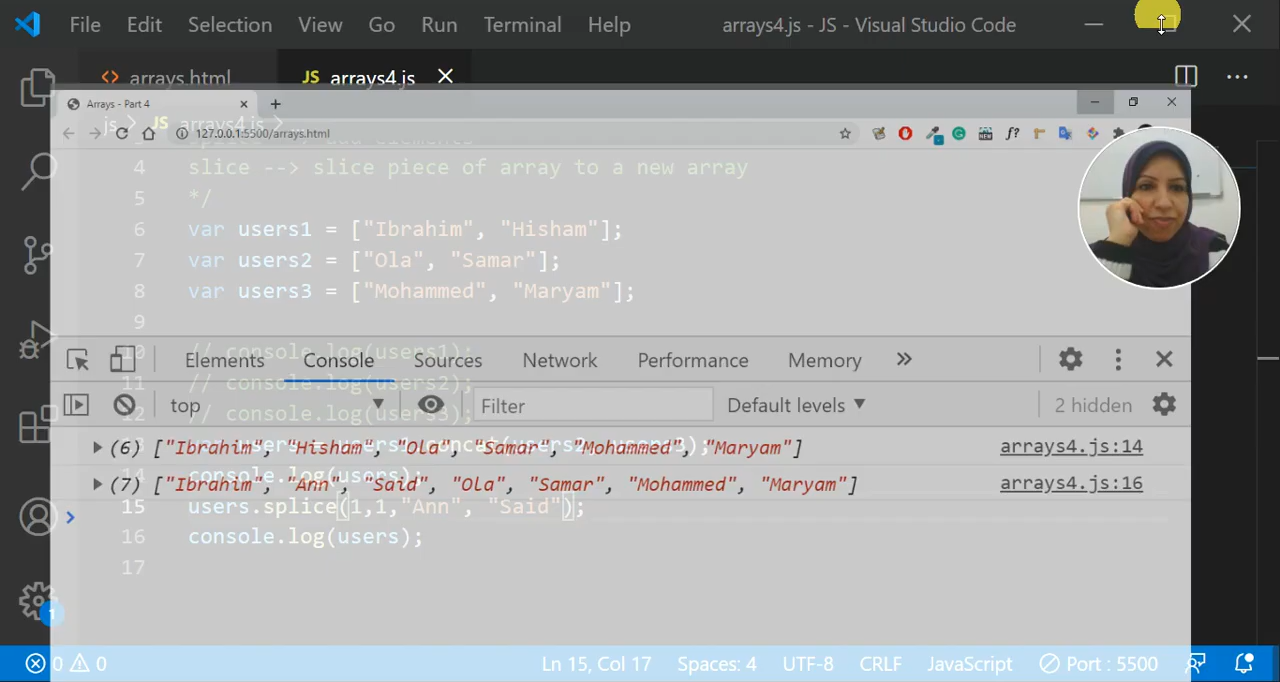 File Edit Selection View Go Run Terminal Help arrays4.js - JS - Visual Studio Code
<> arrays.html JS arrays4.js
Arrays - Part 4
js > JS arrays4.js >
127.0.0.1:5500/arrays.html
4 slice --> slice piece of array to a new array
5 */
6 var users1 = ["Ibrahim", "Hisham"];
7 var users2 = ["Ola", "Samar"];
8 var users3 = ["Mohammed", "Maryam"];
9
10 // console.log(users1);
Elements Console Sources Network Performance Memory »
11 // console.log(users2);
12 // console.log(users3);
top Filter Default levels 2 hidden
(6) ["Ibrahim", "Hisham", "Ola", "Samar", "Mohammed", "Maryam"] arrays4.js:14
console.log(users);
(7) ["Ibrahim", "Ann", "Said", "Ola", "Samar", "Mohammed", "Maryam"] arrays4.js:16
15 users.splice(1,1,"Ann", "Said");
16 console.log(users);
17
1
0 0 Ln 15, Col 17 Spaces: 4 UTF-8 CRLF JavaScript Port : 5500